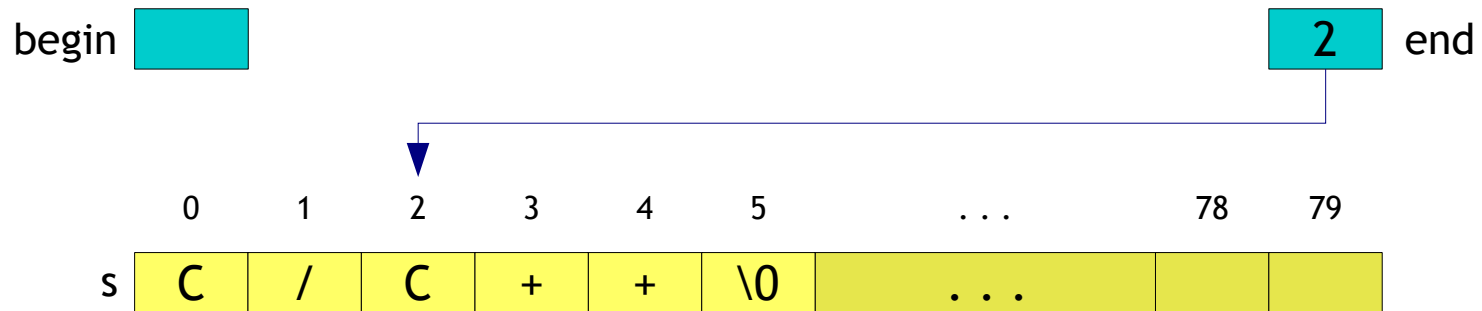 begin 2 end
0 1 2 3 4 5 . . . 78 79
s C / C + + \0 . . .